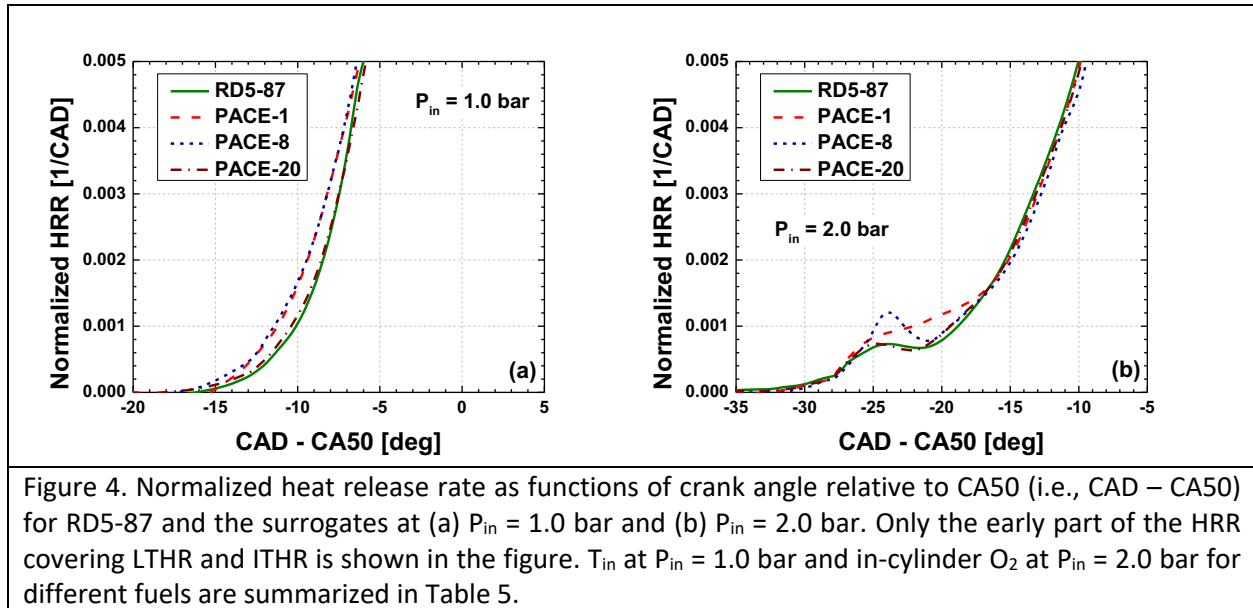 0.005
0.004
0.003
0.002
0.001
0.000
Normalized HRR [1/CAD]
RD5-87
PACE-1
PACE-8
PACE-20
P_in = 1.0 bar
(a)
-20 -15 -10 -5 0 5
CAD - CA50 [deg]
0.005
0.004
0.003
0.002
0.001
0.000
Normalized HRR [1/CAD]
RD5-87
PACE-1
PACE-8
PACE-20
P_in = 2.0 bar
(b)
-35 -30 -25 -20 -15 -10 -5
CAD - CA50 [deg]
Figure 4. Normalized heat release rate as functions of crank angle relative to CA50 (i.e., CAD – CA50)
for RD5-87 and the surrogates at (a) P_in = 1.0 bar and (b) P_in = 2.0 bar. Only the early part of the HRR
covering LTHR and ITHR is shown in the figure. T_in at P_in = 1.0 bar and in-cylinder O₂ at P_in = 2.0 bar for
different fuels are summarized in Table 5.